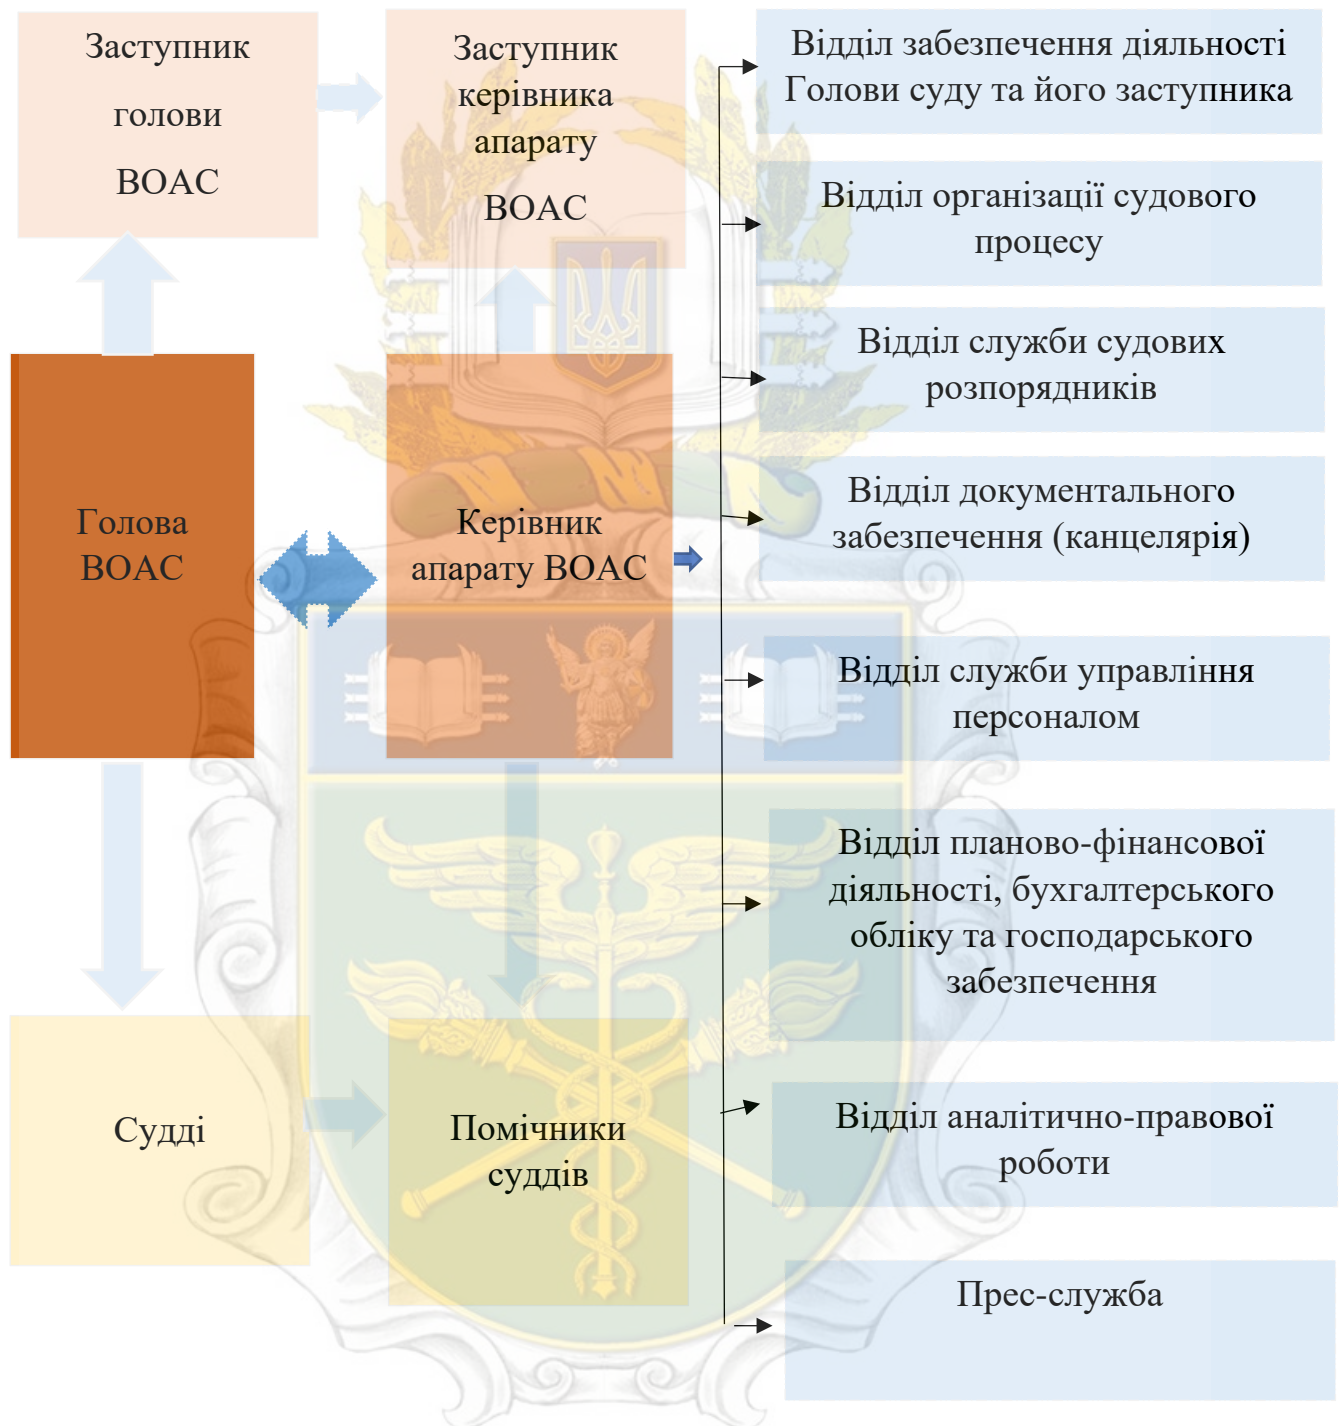 Заступник
голови
ВОАС
Заступник
керівника
апарату
ВОАС
Відділ забезпечення діяльності
Голови суду та його заступника
Відділ організації судового
процесу
Відділ служби судових
розпорядників
Голова
ВОАС
Керівник
апарату ВОАС
Відділ документального
забезпечення (канцелярія)
Відділ служби управління
персоналом
Відділ планово-фінансової
діяльності, бухгалтерського
обліку та господарського
забезпечення
Судді
Помічники
суддів
Відділ аналітично-правової
роботи
Прес-служба